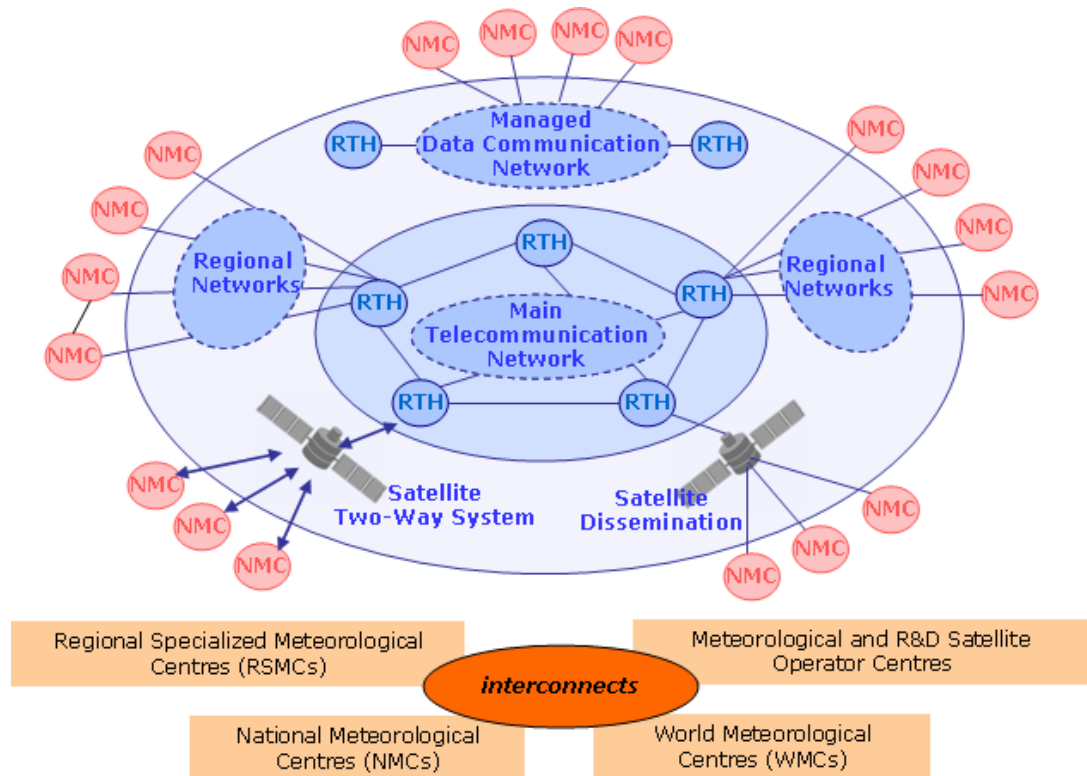 NMC
NMC
NMC
NMC
NMC
NMC
Managed
Data Communication
Network
RTH
RTH
NMC
NMC
NMC
NMC
RTH
Regional
Networks
Regional
Networks
NMC
NMC
RTH
RTH
Main
Telecommunication
Network
NMC
RTH
RTH
NMC
NMC
NMC
Satellite
Two-Way System
Satellite
Dissemination
NMC
NMC
NMC
NMC
Regional Specialized Meteorological
Centres (RSMCs)
Meteorological and R&D Satellite
Operator Centres
interconnects
National Meteorological
Centres (NMCs)
World Meteorological
Centres (WMCs)